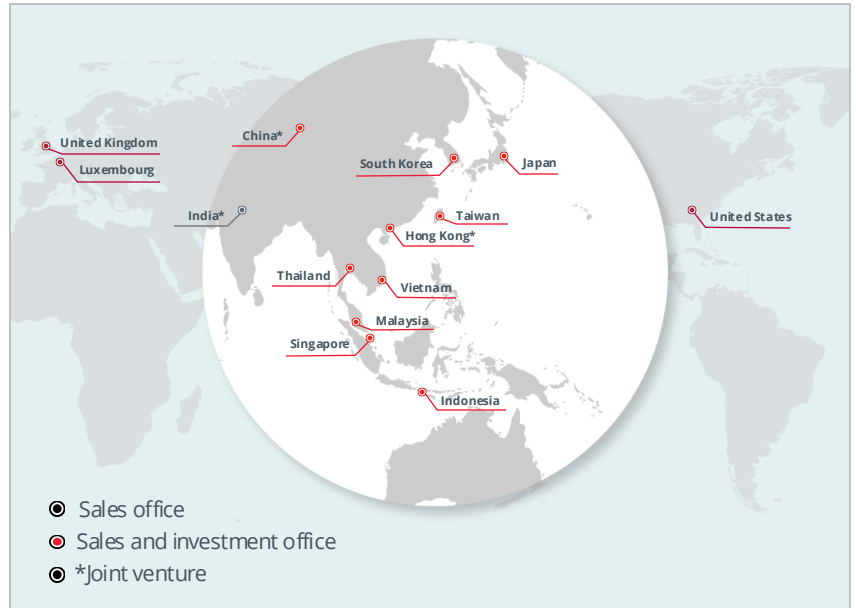 United Kingdom
Luxembourg
China*
South Korea
Japan
India*
Taiwan
Hong Kong*
United States
Thailand
Vietnam
Malaysia
Singapore
Indonesia
Sales office
Sales and investment office
*Joint venture